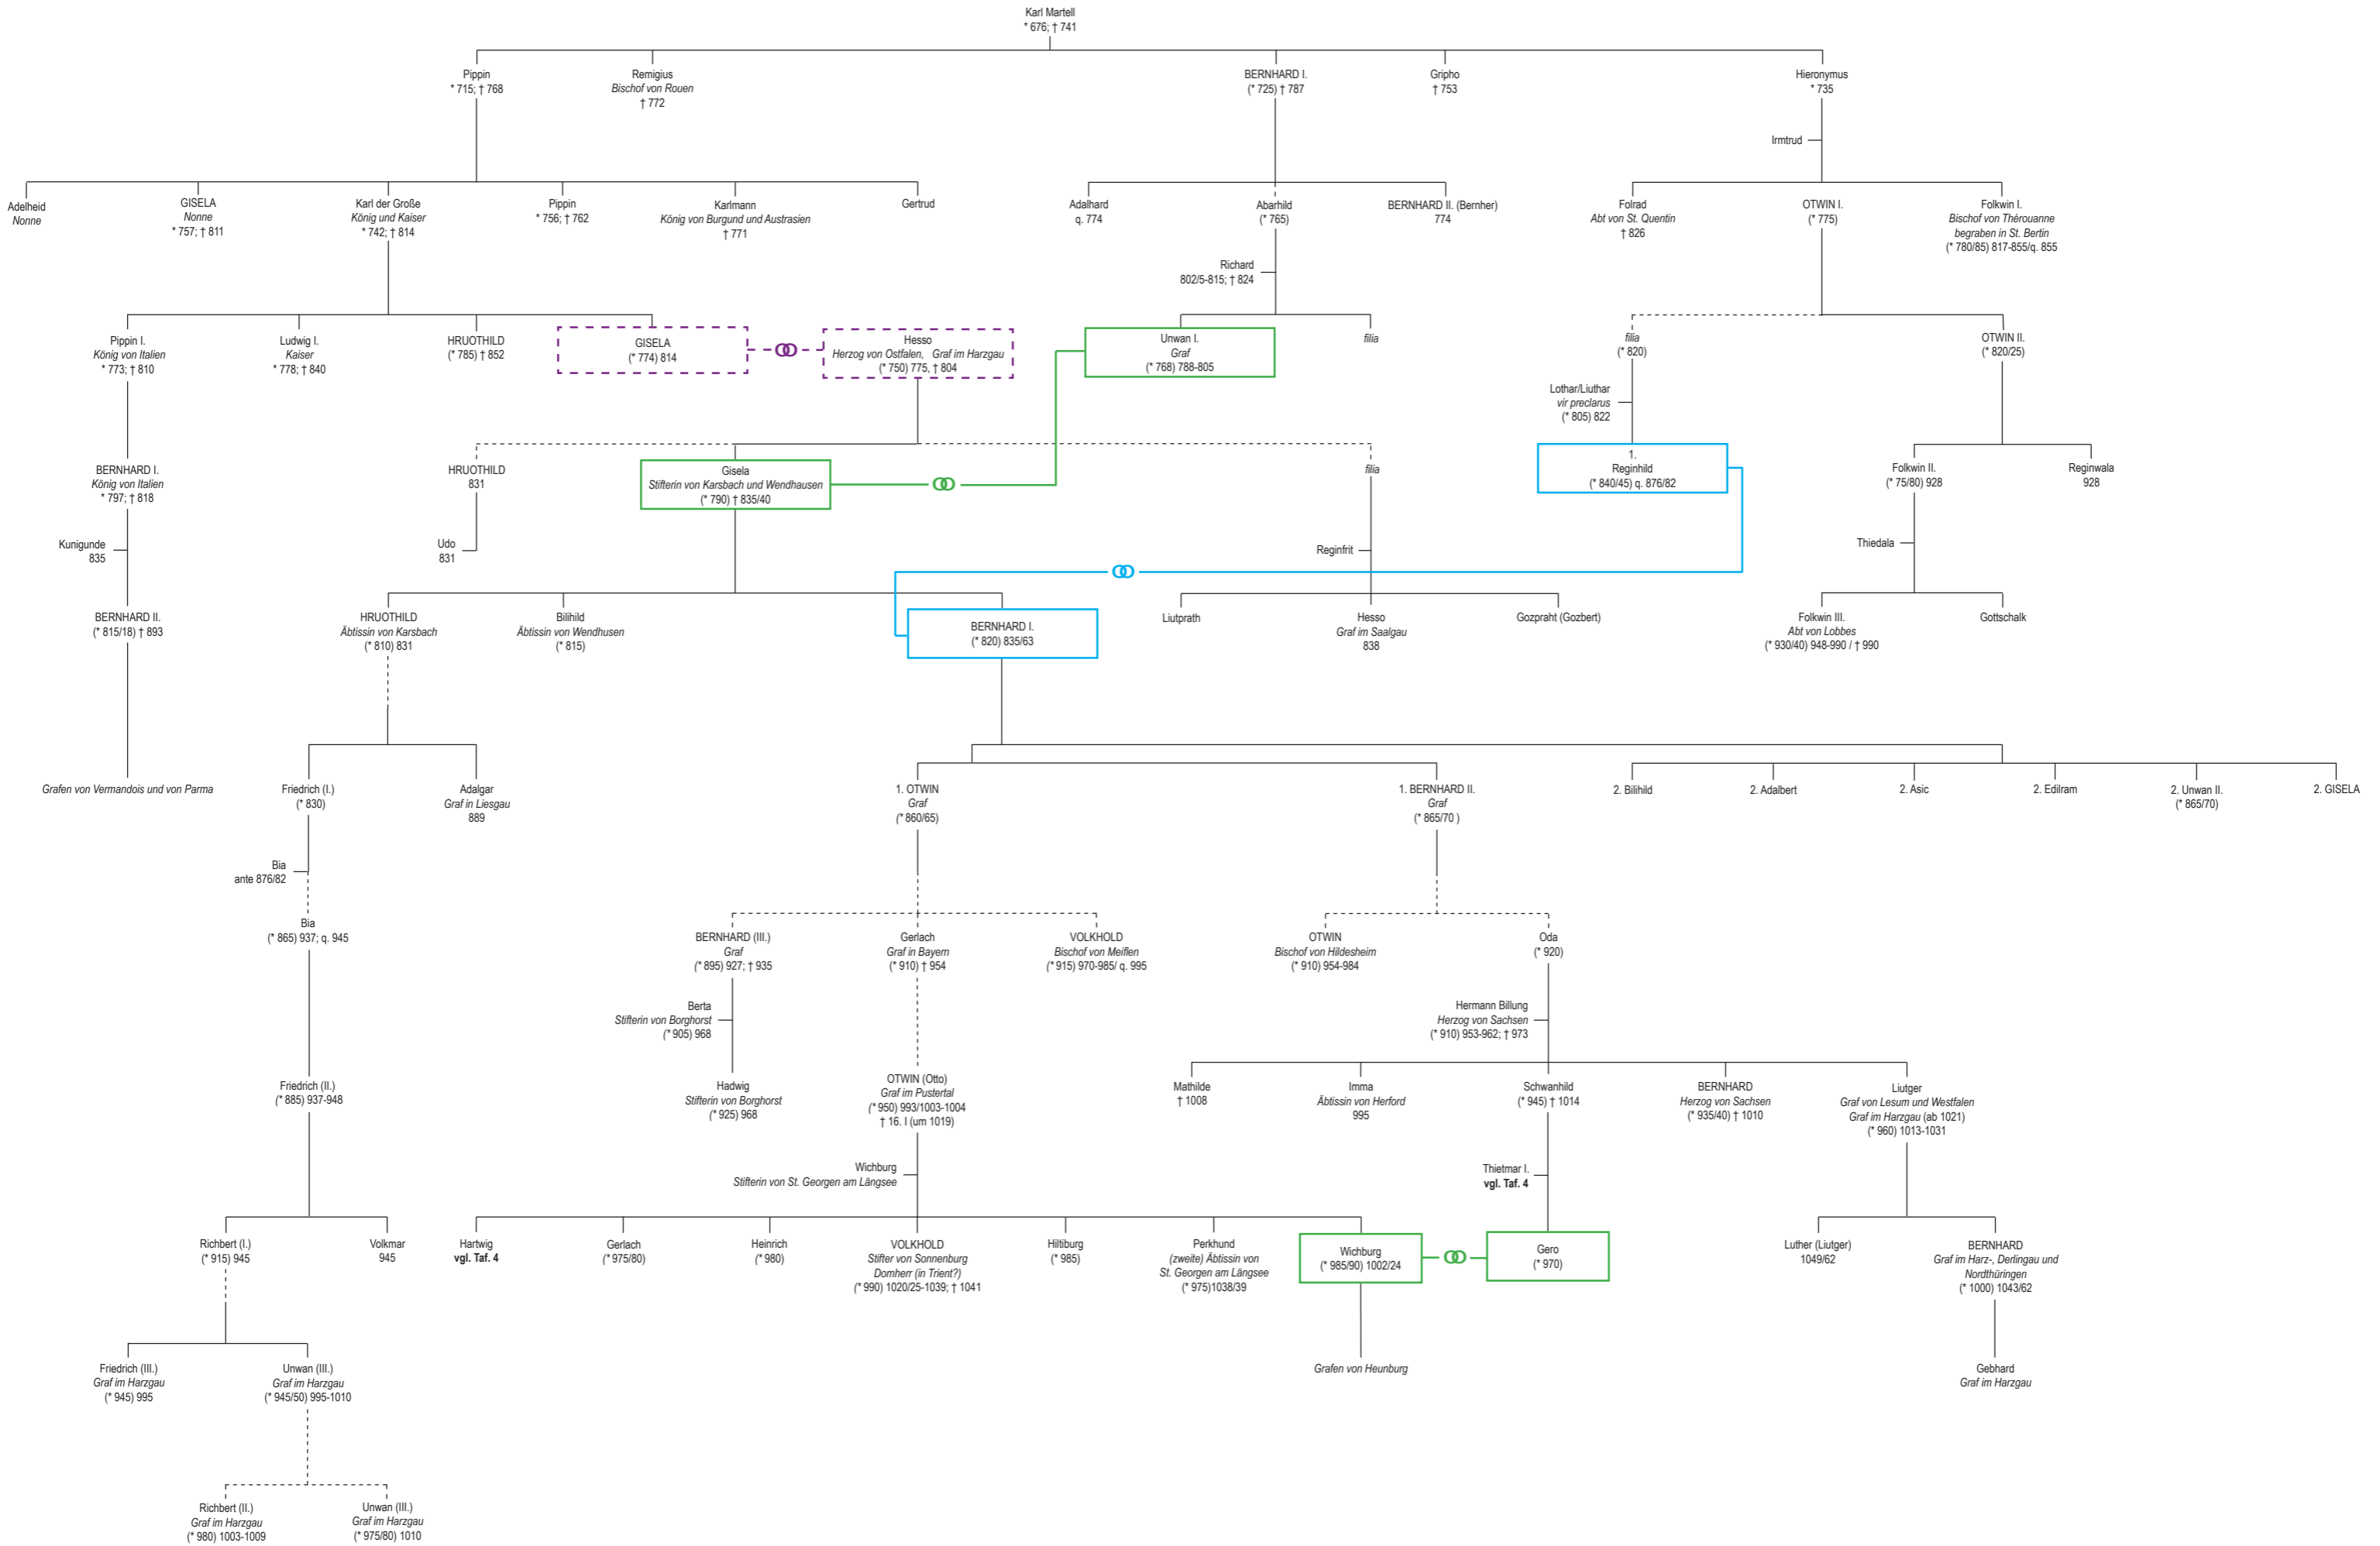 Karl Martell
* 676; † 741
Pippin
* 715; † 768
Remigius
Bischof von Rouen
† 772
BERNHARD I.
(* 725) † 787
Gripho
† 753
Hieronymus
* 735
Irmtrud
Adelheid
Nonne
GISELA
Nonne
* 757; † 811
Karl der Große
König und Kaiser
* 742; † 814
Pippin
* 756; † 762
Karlmann
König von Burgund und Austrasien
† 771
Gertrud
Adalhard
q. 774
Abarhild
(* 765)
BERNHARD II. (Bernher)
774
Folrad
Abt von St. Quentin
† 826
OTWIN I.
(* 775)
Folkwin I.
Bischof von Thérouanne
begraben in St. Bertin
(* 780/85) 817-855/q. 855
Richard
802/5-815; † 824
Pippin I.
König von Italien
* 773; † 810
Ludwig I.
Kaiser
* 778; † 840
HRUOTHILD
(* 785) † 852
GISELA
(* 774) 814
Hesso
Herzog von Ostfalen, Graf im Harzgau
(* 750) 775, † 804
Unwan I.
Graf
(* 768) 788-805
filia
filia
(* 820)
OTWIN II.
(* 820/25)
Lothar/Liuthar
vir preclarus
(* 805) 822
BERNHARD I.
König von Italien
* 797; † 818
HRUOTHILD
831
Gisela
Stifterin von Karsbach und Wendhausen
(* 790) † 835/40
filia
1.
Reginhild
(* 840/45) q. 876/82
Folkwin II.
(* 75/80) 928
Reginwala
928
Kunigunde
835
Udo
831
Reginfrit
Thiedala
BERNHARD II.
(* 815/18) † 893
HRUOTHILD
Äbtissin von Karsbach
(* 810) 831
Bilihild
Äbtissin von Wendhusen
(* 815)
BERNHARD I.
(* 820) 835/63
Liutprath
Hesso
Graf im Saalgau
838
Gozpraht (Gozbert)
Folkwin III.
Abt von Lobbes
(* 930/40) 948-990 / † 990
Gottschalk
Grafen von Vermandois und von Parma
Friedrich (I.)
(* 830)
Adalgar
Graf in Liesgau
889
1. OTWIN
Graf
(* 860/65)
1. BERNHARD II.
Graf
(* 865/70 )
2. Bilihild
2. Adalbert
2. Asic
2. Edilram
2. Unwan II.
(* 865/70)
2. GISELA
Bia
ante 876/82
Bia
(* 865) 937; q. 945
BERNHARD (III.)
Graf
(* 895) 927; † 935
Gerlach
Graf in Bayern
(* 910) † 954
VOLKHOLD
Bischof von Meiflen
(* 915) 970-985/ q. 995
OTWIN
Bischof von Hildesheim
(* 910) 954-984
Oda
(* 920)
Berta
Stifterin von Borghorst
(* 905) 968
Hermann Billung
Herzog von Sachsen
(* 910) 953-962; † 973
Friedrich (II.)
(* 885) 937-948
Hadwig
Stifterin von Borghorst
(* 925) 968
OTWIN (Otto)
Graf im Pustertal
(* 950) 993/1003-1004
† 16. I (um 1019)
Mathilde
† 1008
Imma
Äbtissin von Herford
995
Schwanhild
(* 945) † 1014
BERNHARD
Herzog von Sachsen
(* 935/40) † 1010
Liutger
Graf von Lesum und Westfalen
Graf im Harzgau (ab 1021)
(* 960) 1013-1031
Wichburg
Stifterin von St. Georgen am Längsee
Thietmar I.
vgl. Taf. 4
Richbert (I.)
(* 915) 945
Volkmar
945
Hartwig
vgl. Taf. 4
Gerlach
(* 975/80)
Heinrich
(* 980)
VOLKHOLD
Stifter von Sonnenburg
Domherr (in Trient?)
(* 990) 1020/25-1039; † 1041
Hiltiburg
(* 985)
Perkhund
(zweite) Äbtissin von
St. Georgen am Längsee
(* 975)1038/39
Wichburg
(* 985/90) 1002/24
Gero
(* 970)
Luther (Liutger)
1049/62
BERNHARD
Graf im Harz-, Derlingau und
Nordthüringen
(* 1000) 1043/62
Friedrich (III.)
Graf im Harzgau
(* 945) 995
Unwan (III.)
Graf im Harzgau
(* 945/50) 995-1010
Grafen von Heunburg
Gebhard
Graf im Harzgau
Richbert (II.)
Graf im Harzgau
(* 980) 1003-1009
Unwan (III.)
Graf im Harzgau
(* 975/80) 1010